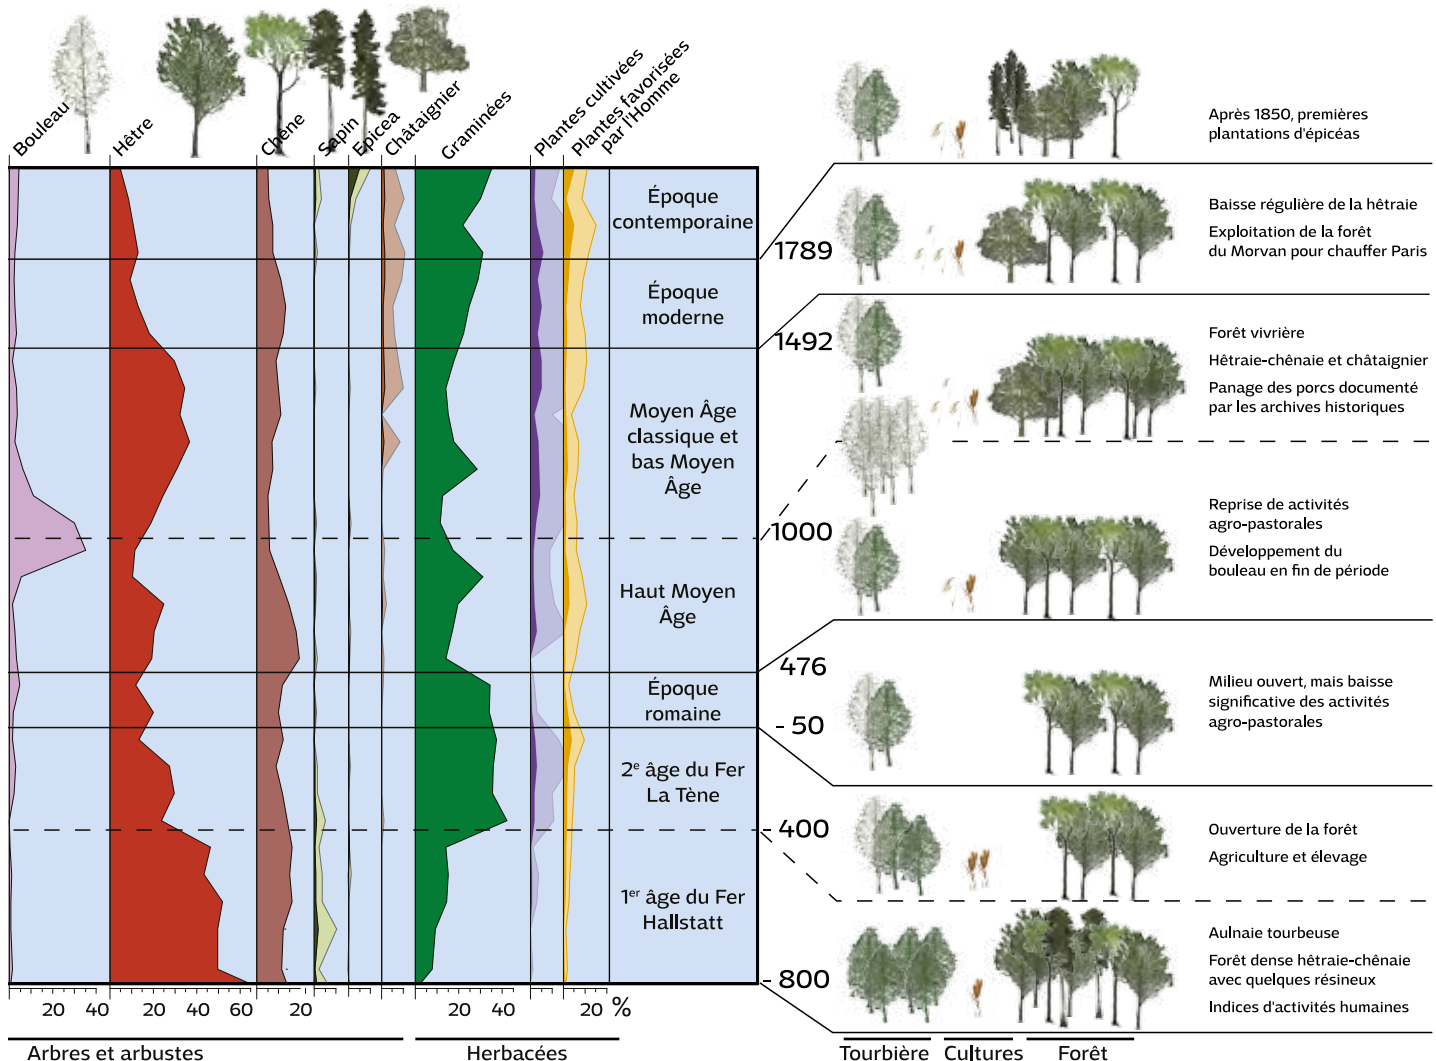 Bouleau
Hêtre
Chêne
Sapin
Epicea
Châtaignier
Graminées
Plantes cultivées
Plantes favorisées
par l'Homme
Époque
contemporaine
Époque
moderne
Moyen Âge
classique et
bas Moyen
Âge
Haut Moyen
Âge
Époque
romaine
2e âge du Fer
La Tène
1er âge du Fer
Hallstatt
1789
1492
1000
476
- 50
- 400
- 800
Après 1850, premières
plantations d'épicéas
Baisse régulière de la hêtraie
Exploitation de la forêt
du Morvan pour chauffer Paris
Forêt vivrière
Hêtraie-chênaie et châtaignier
Panage des porcs documenté
par les archives historiques
Reprise de activités
agro-pastorales
Développement du
bouleau en fin de période
Milieu ouvert, mais baisse
significative des activités
agro-pastorales
Ouverture de la forêt
Agriculture et élevage
Aulnaie tourbeuse
Forêt dense hêtraie-chênaie
avec quelques résineux
Indices d'activités humaines
20 40 20 40 60 20 20 40 20 %
Arbres et arbustes
Herbacées
Tourbière
Cultures
Forêt